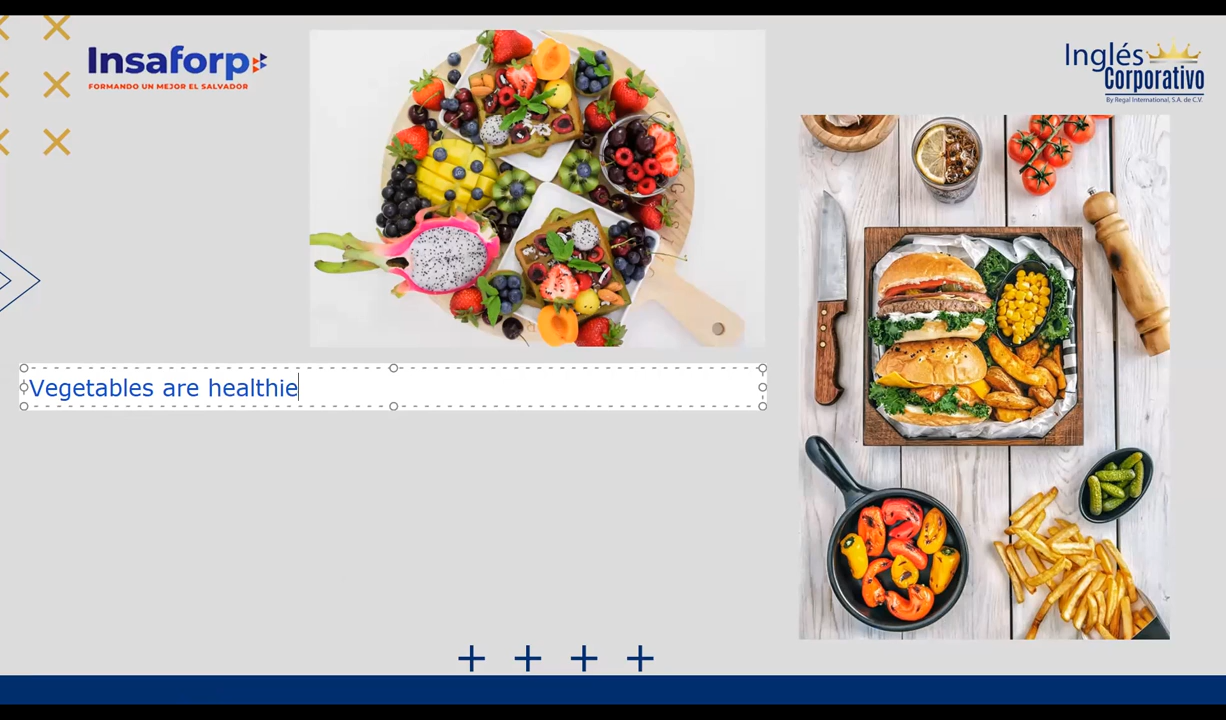 Insaforp
FORMANDO UN MEJOR EL SALVADOR
Inglés
Corporativo
By Regal International, S.A. de C.V.
Vegetables are healthie